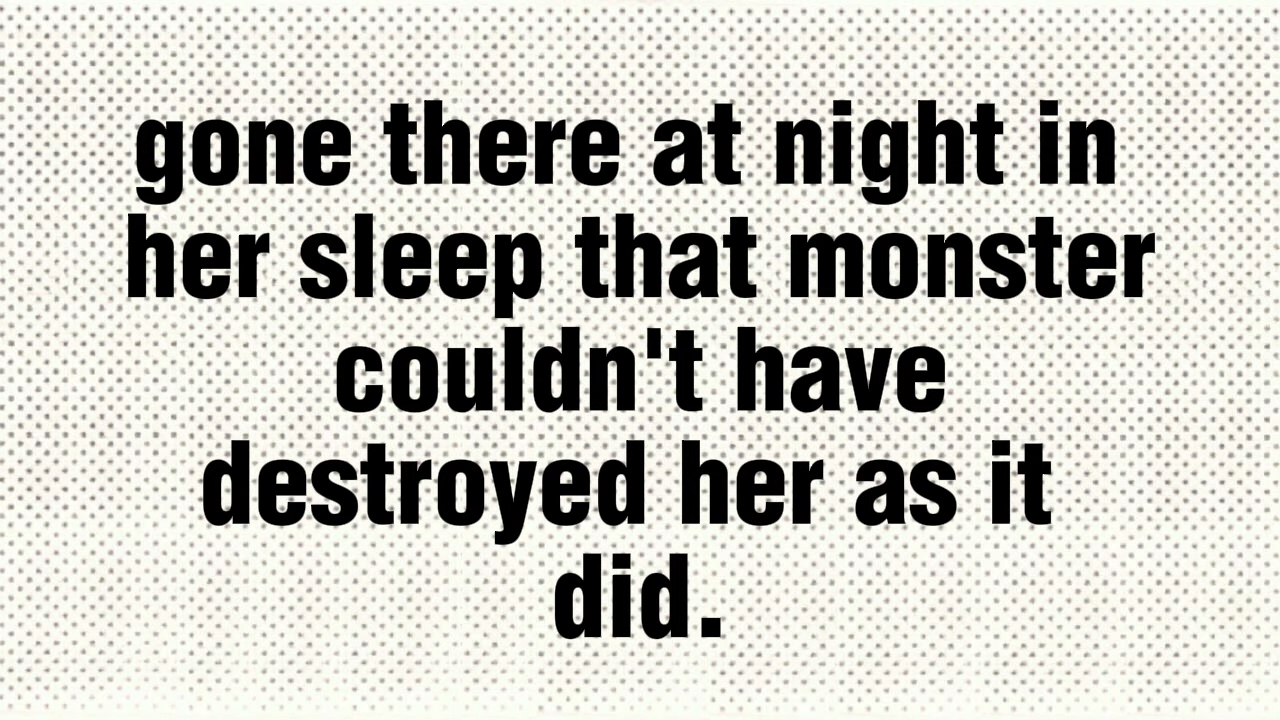 gone there at night in
her sleep that monster
couldn't have
destroyed her as it
did.